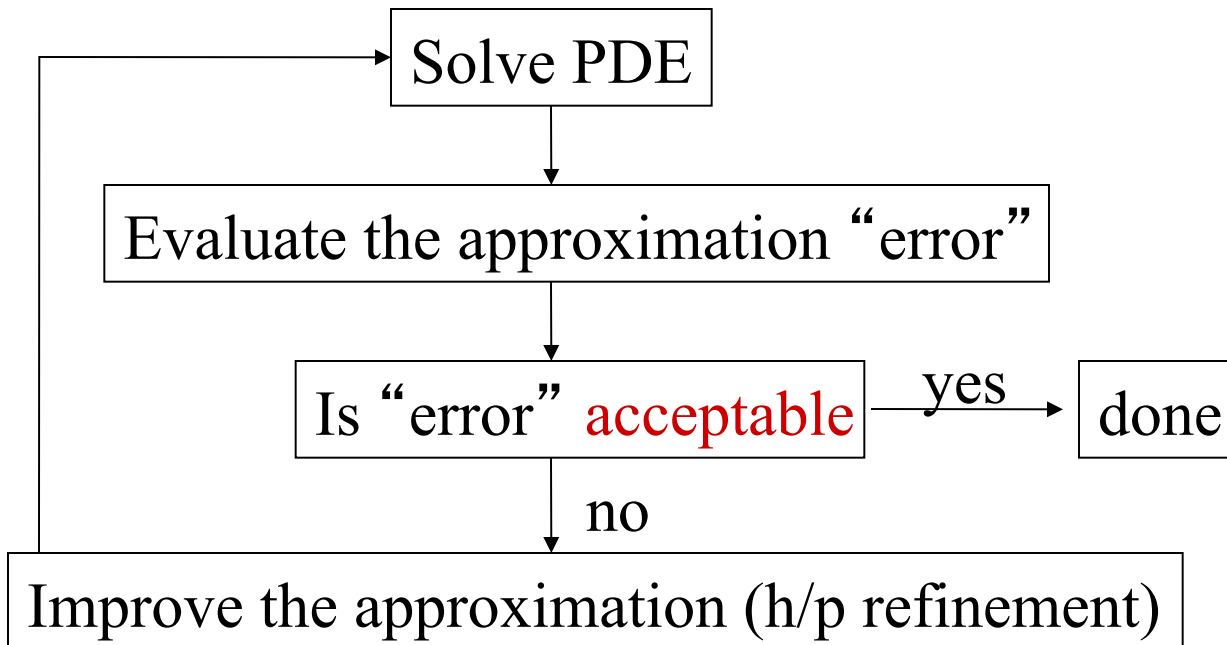 Solve PDE
Evaluate the approximation “error”
Is “error” acceptable
yes
done
no
Improve the approximation (h/p refinement)